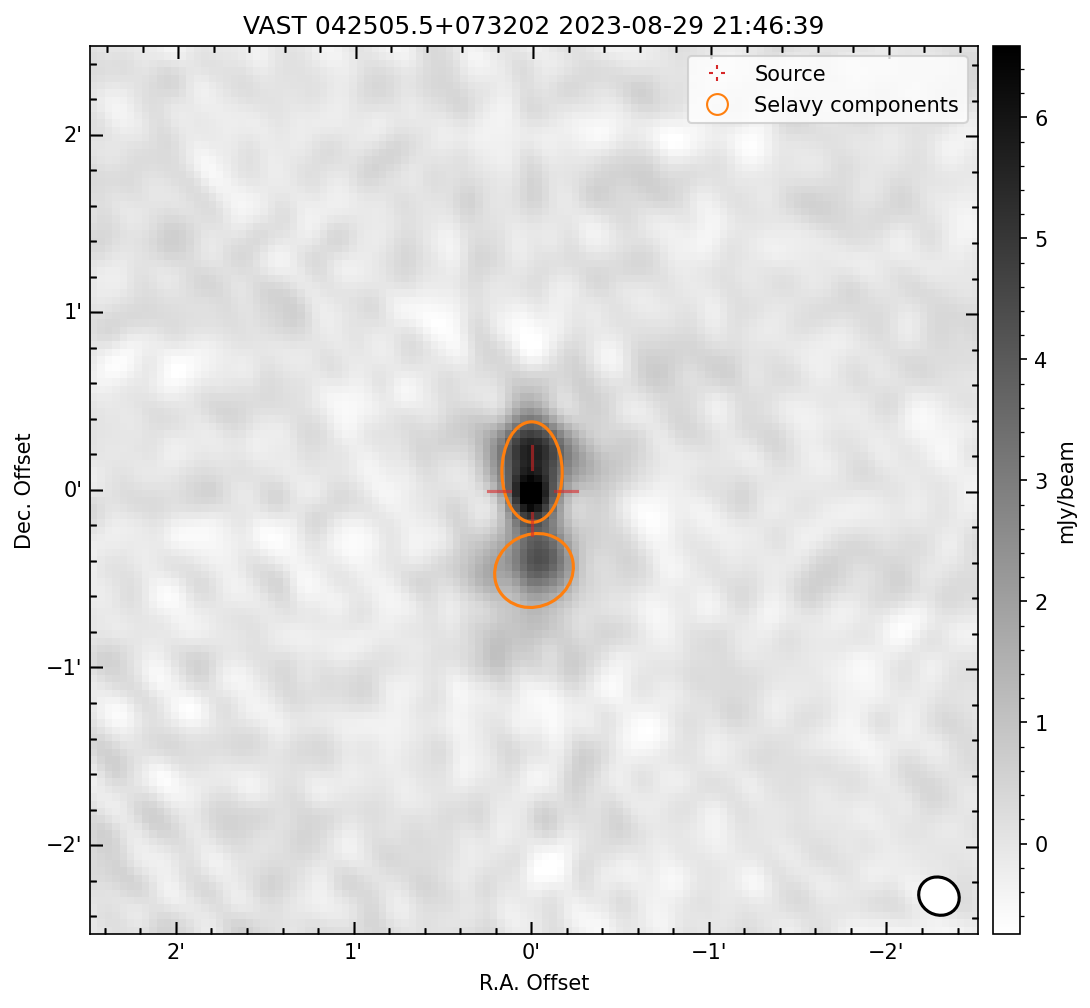 VAST 042505.5+073202 2023-08-29 21:46:39
Source
Selavy components
2'
1'
0'
−1'
−2'
Dec. Offset
2'
1'
0'
−1'
−2'
R.A. Offset
6
5
4
3
2
1
0
mJy/beam